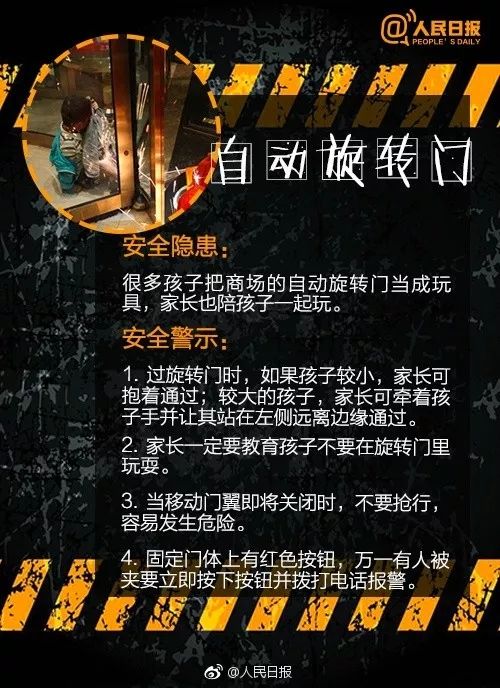 @人民日报
PEOPLE'S DAILY
自动旋转门
安全隐患：
很多孩子把商场的自动旋转门当成玩
具，家长也陪孩子一起玩。
安全警示：
1. 过旋转门时，如果孩子较小，家长可
抱着通过；较大的孩子，家长可牵着孩
子手并让其站在左侧远离边缘通过。
2. 家长一定要教育孩子不要在旋转门里
玩耍。
3. 当移动门翼即将关闭时，不要抢行，
容易发生危险。
4. 固定门体上有红色按钮，万一有人被
夹要立即按下按钮并拨打电话报警。
@人民日报